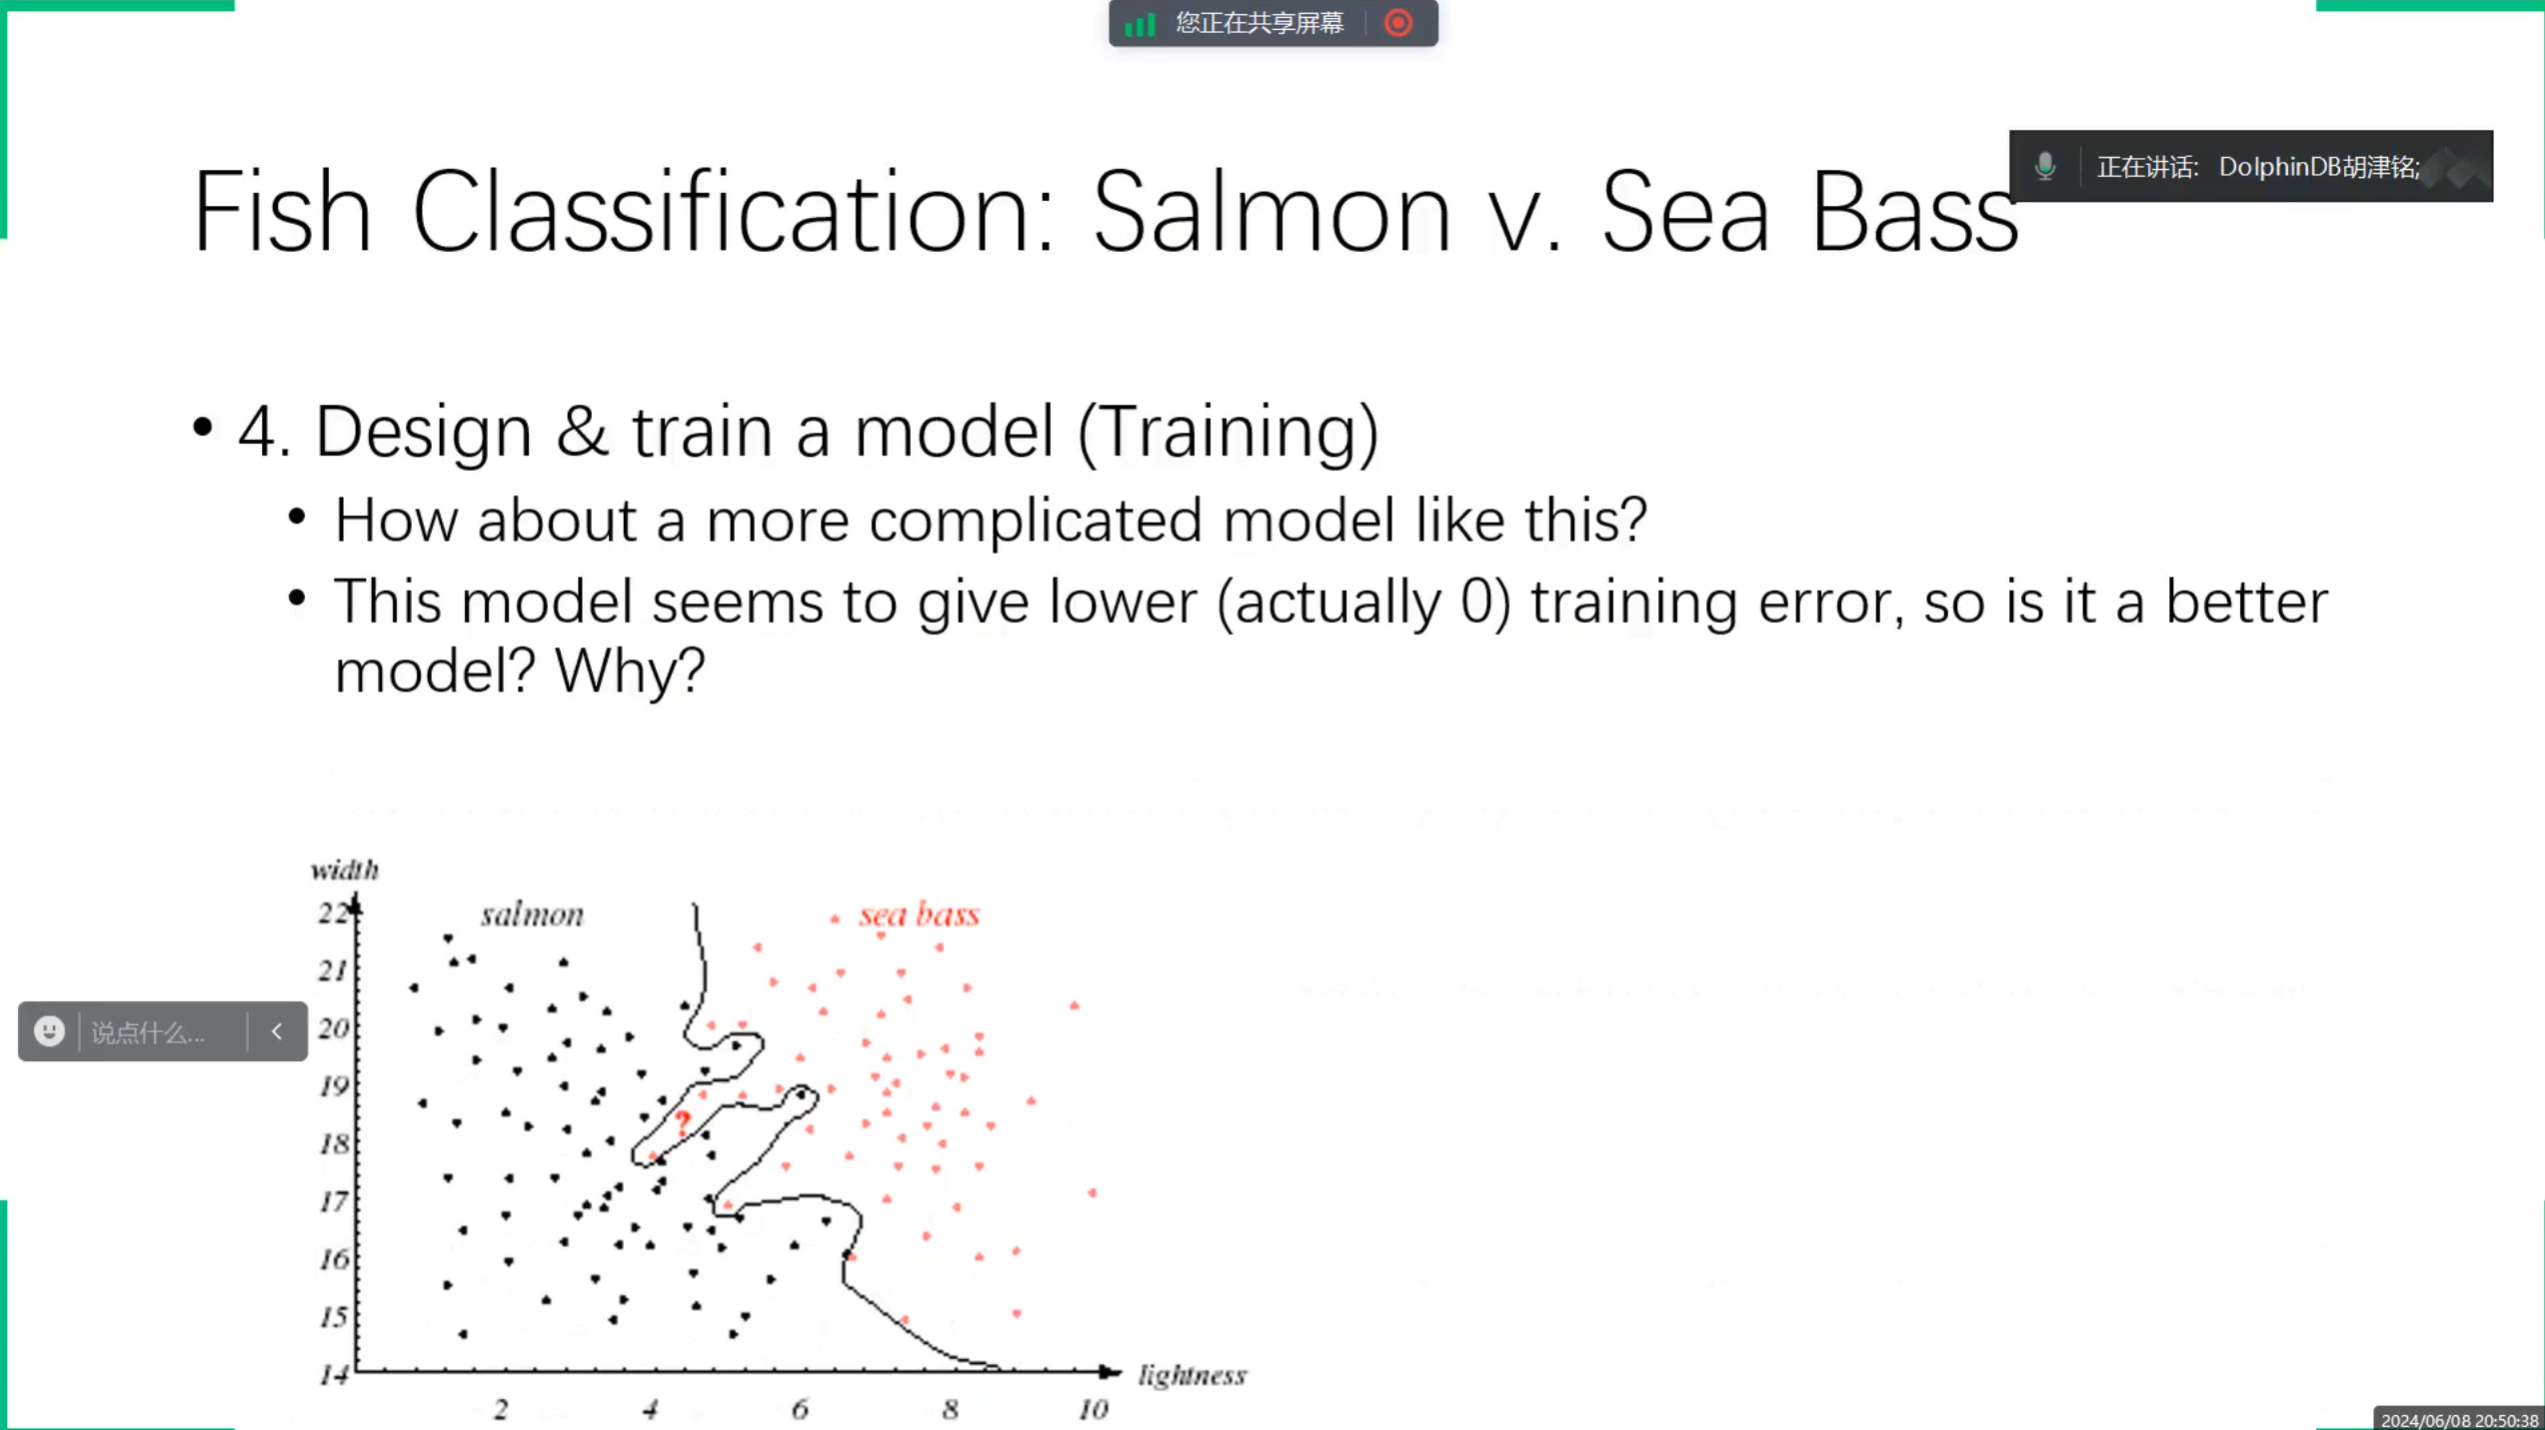 您正在共享屏幕
正在讲话: DolphinDB胡津铭;
Fish Classification: Salmon v. Sea Bass
• 4. Design & train a model (Training)
• How about a more complicated model like this?
• This model seems to give lower (actually 0) training error, so is it a better
model? Why?
width
22
salmon
sea bass
21
说点什么...
20
19
?
18
17
16
15
14
lightness
2 4 6 8 10
2024/06/08 20:50:38